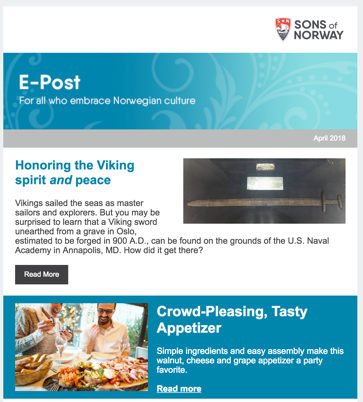 SONS of
NORWAY
E-Post
For all who embrace Norwegian culture
April 2018
Honoring the Viking
spirit and peace
Vikings sailed the seas as master
sailors and explorers. But you may be
surprised to learn that a Viking sword
unearthed from a grave in Oslo,
estimated to be forged in 900 A.D., can be found on the grounds of the U.S. Naval
Academy in Annapolis, MD. How did it get there?
Read More
Crowd-Pleasing, Tasty
Appetizer
Simple ingredients and easy assembly make this
walnut, cheese and grape appetizer a party
favorite.
Read more